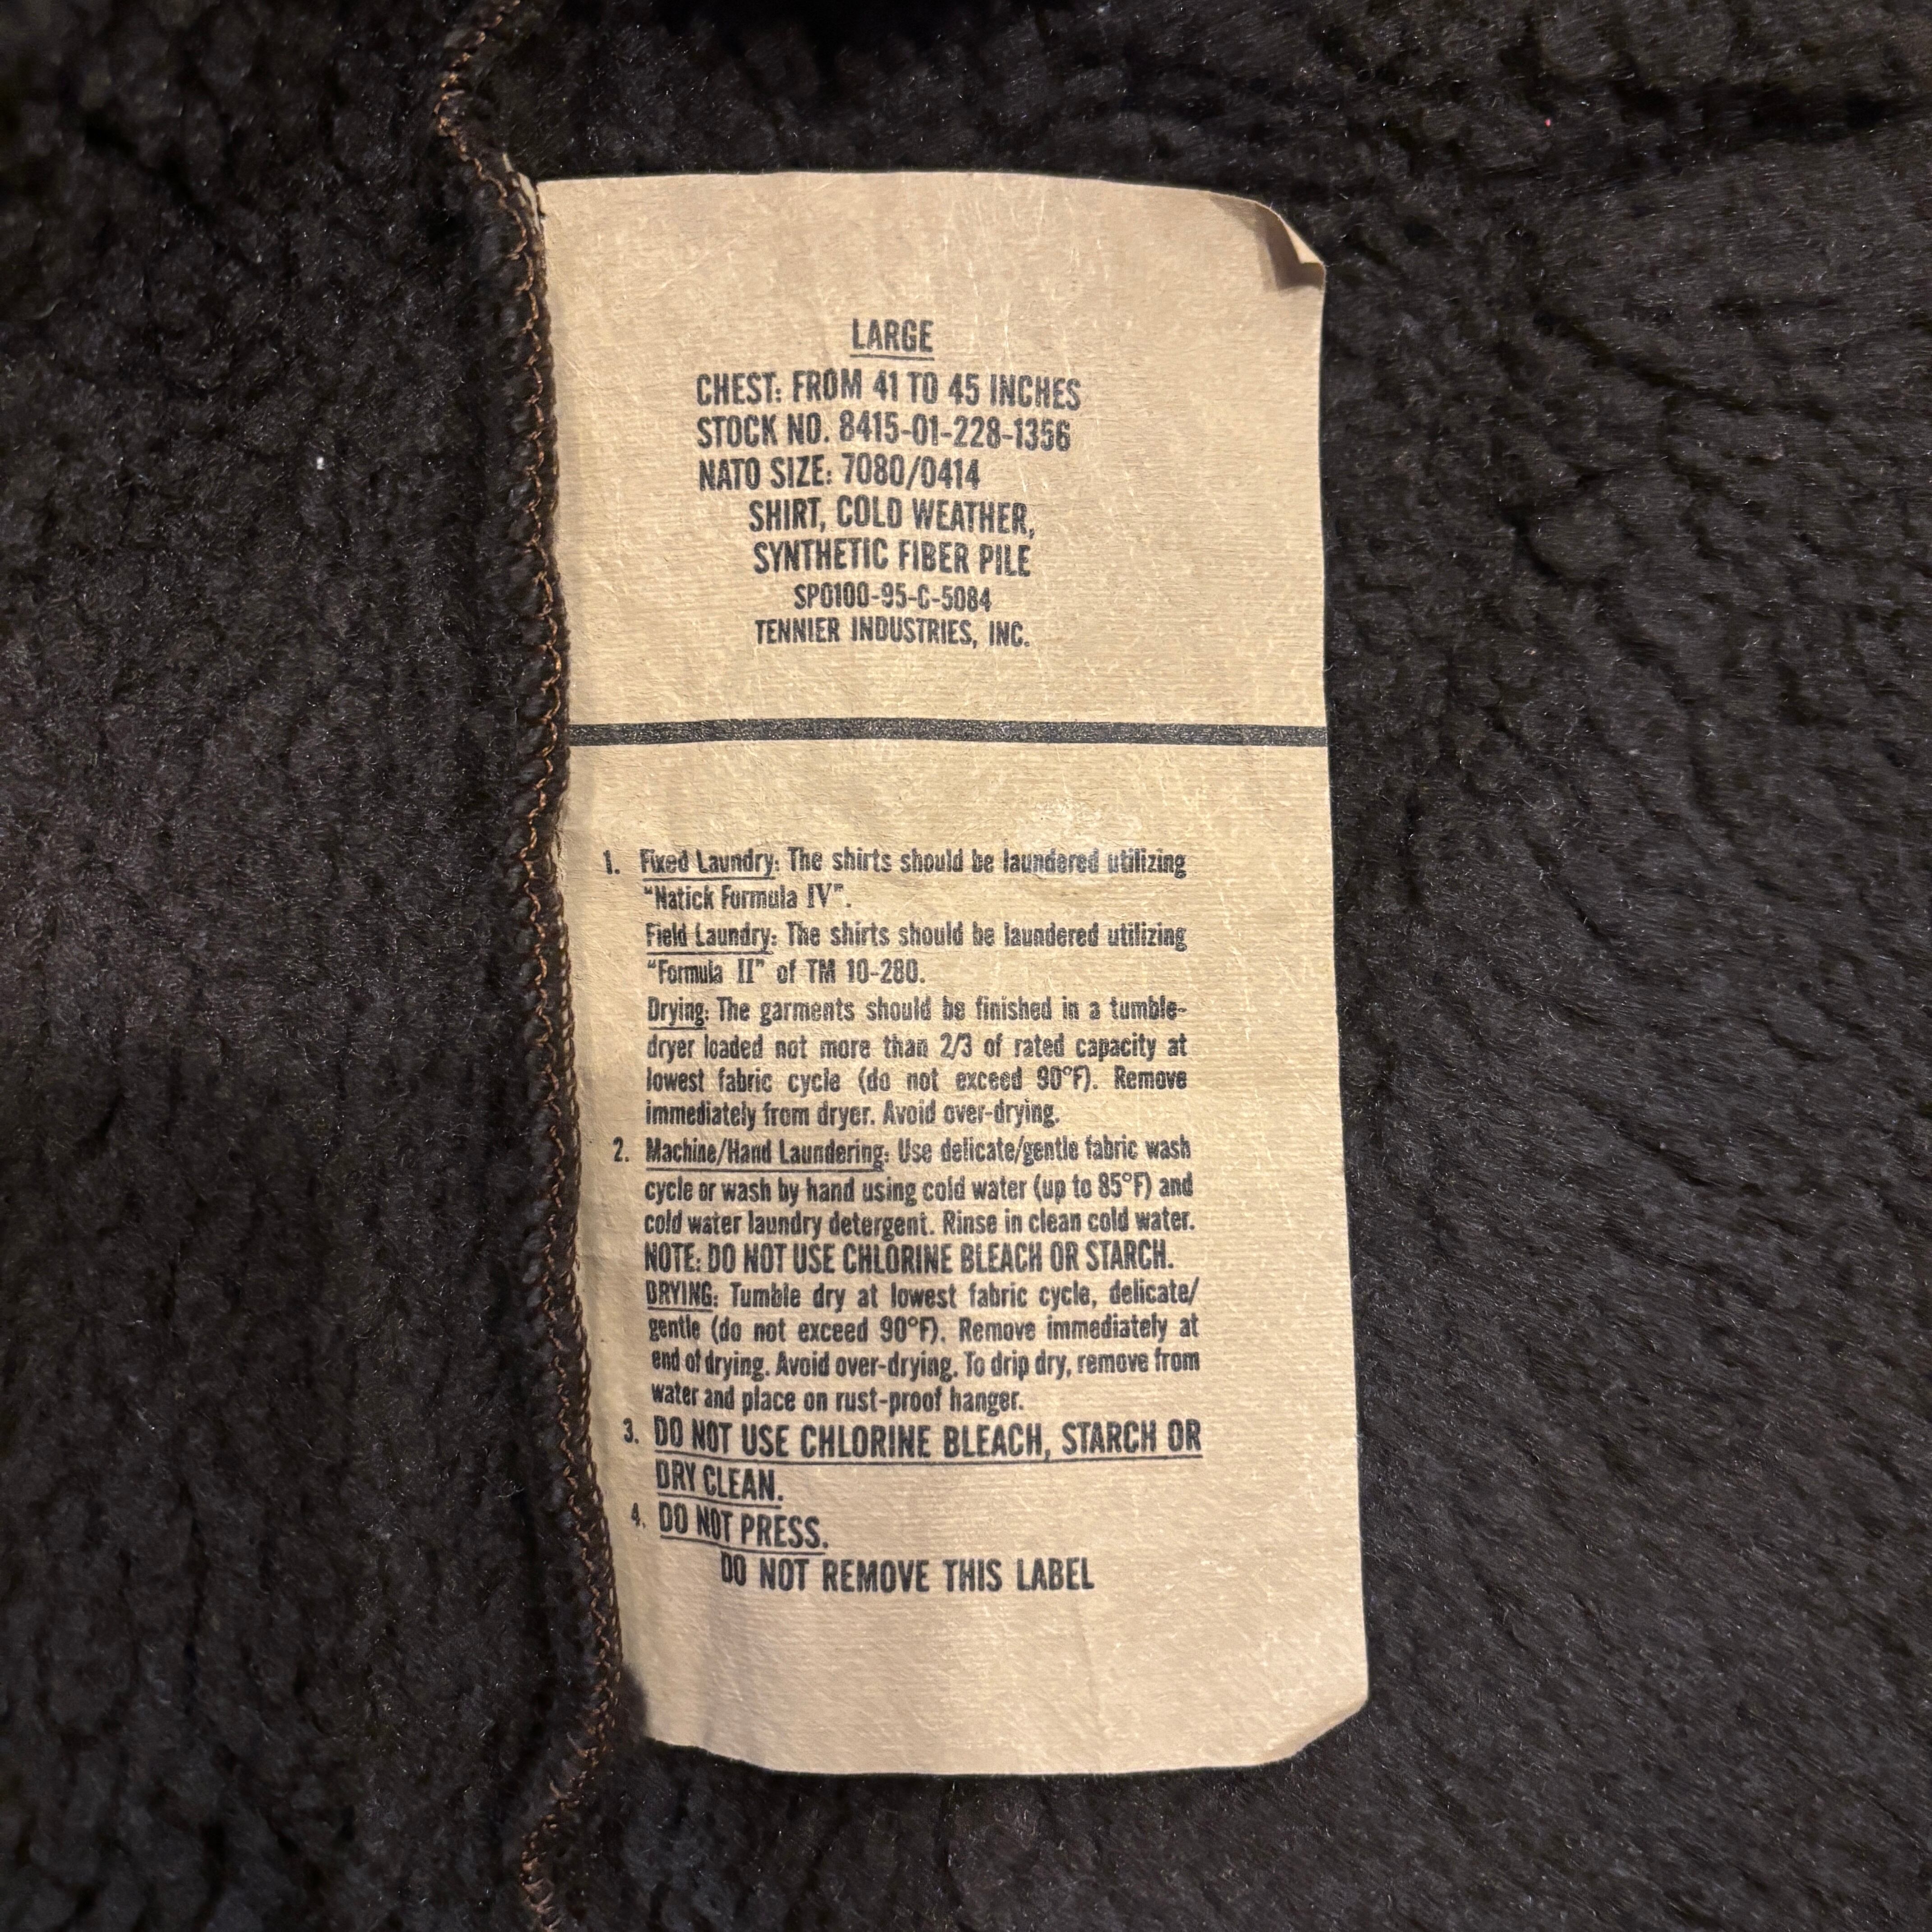 LARGE
CHEST: FROM 41 TO 45 INCHES
STOCK NO. 8415-01-228-1356
NATO SIZE: 7080/0414
SHIRT, COLD WEATHER,
SYNTHETIC FIBER PILE
SPO100-95-C-5084
TENNIER INDUSTRIES, INC.
1. Fixed Laundry: The shirts should be laundered utilizing
"Natick Formula IV".
Field Laundry: The shirts should be laundered utilizing
"Formula II" of TM 10-280.
Drying: The garments should be finished in a tumble-
dryer loaded not more than 2/3 of rated capacity at
lowest fabric cycle (do not exceed 90°F). Remove
immediately from dryer. Avoid over-drying.
2. Machine/Hand Laundering: Use delicate/gentle fabric wash
cycle or wash by hand using cold water (up to 85°F) and
cold water laundry detergent. Rinse in clean cold water.
NOTE: DO NOT USE CHLORINE BLEACH OR STARCH.
DRYING: Tumble dry at lowest fabric cycle, delicate/
gentle (do not exceed 90°F). Remove immediately at
end of drying. Avoid over-drying. To drip dry, remove from
water and place on rust-proof hanger.
3. DO NOT USE CHLORINE BLEACH, STARCH OR
DRY CLEAN.
4. DO NOT PRESS.
DO NOT REMOVE THIS LABEL